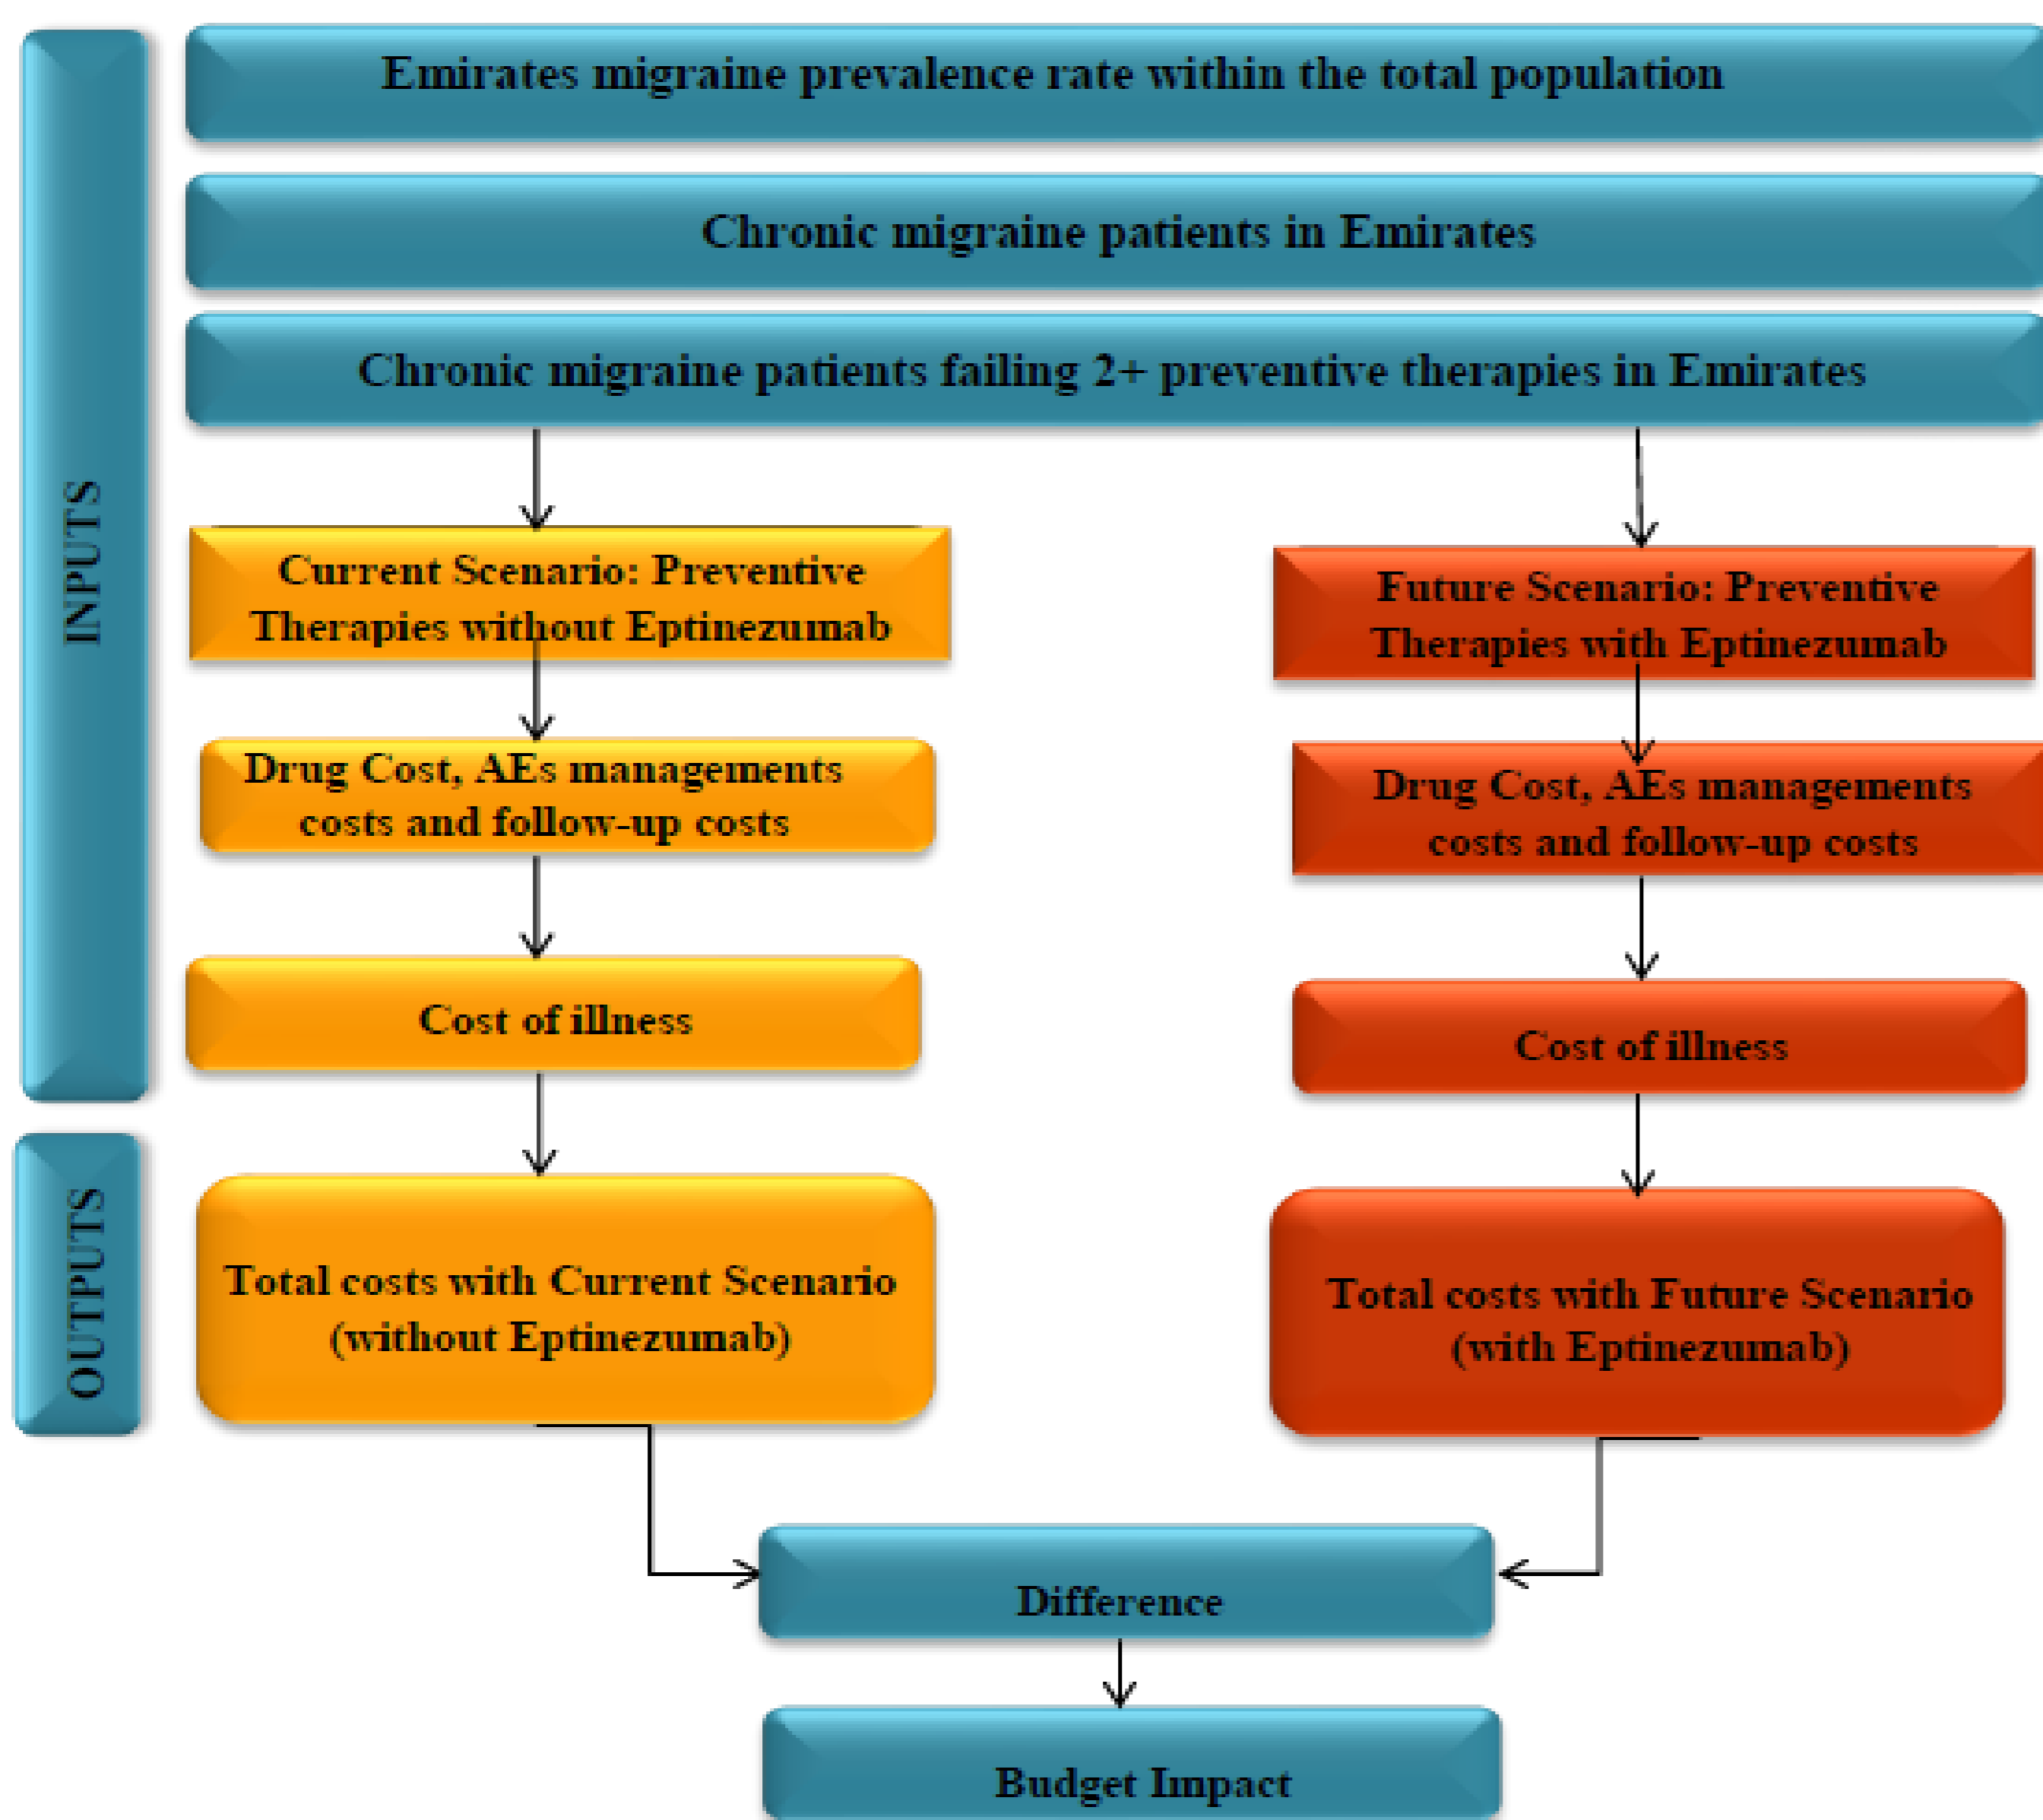 Emirates migraine prevalence rate within the total population
Chronic migraine patients in Emirates
Chronic migraine patients failing 2+ preventive therapies in Emirates
INPUTS
Current Scenario: Preventive
Therapies without Eptinezumab
Future Scenario: Preventive
Therapies with Eptinezumab
Drug Cost, AEs managements
costs and follow-up costs
Drug Cost, AEs managements
costs and follow-up costs
Cost of illness
Cost of illness
OUTPUTS
Total costs with Current Scenario
(without Eptinezumab)
Total costs with Future Scenario
(with Eptinezumab)
Difference
Budget Impact